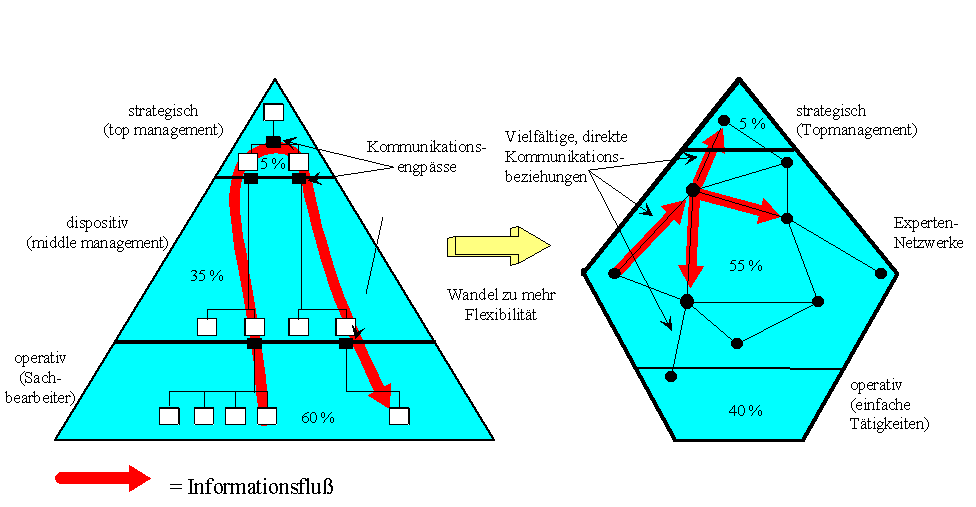 strategisch
(top management)
5 %
Kommunikations-
engpässe
dispositiv
(middle management)
35 %
operativ
(Sach-
bearbeiter)
60 %
Wandel zu mehr
Flexibilität
Vielfältige, direkte
Kommunikations-
beziehungen
strategisch
(Topmanagement)
5 %
Experten-
Netzwerke
55 %
operativ
(einfache
Tätigkeiten)
40 %
= Informationsfluß